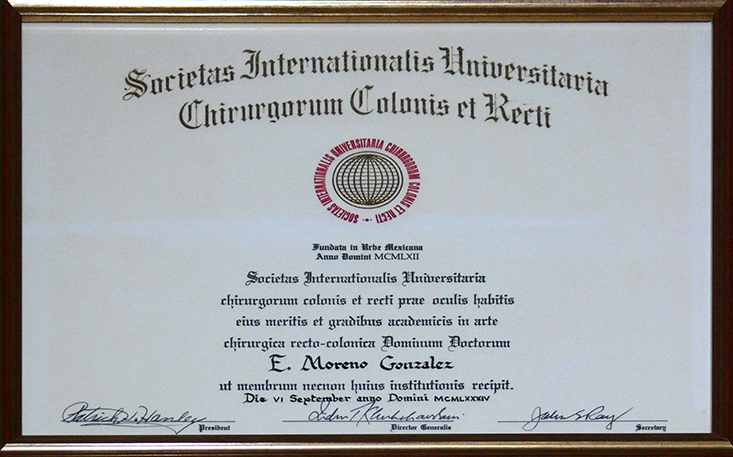 Societas Internationalis Universitaria
Chirurgorum Colonis et Recti
SOCIETAS INTERNATIONALIS UNIVERSITARIA CHIRURGORUM COLONIS ET RECTI
Fundata in Urbe Mexicana
Anno Domini MCMLXII
Societas Internationalis Universitaria
chirurgorum colonis et recti prae oculis habitis
eius meritis et gradibus academicis in arte
chirurgica recto-colonica Dominum Doctorum
E. Moreno Gonzalez
ut membrum necnon huius institutionis recipit.
Die VI September anno Domini MCMLXXXIV
President Director Generalis Secretary